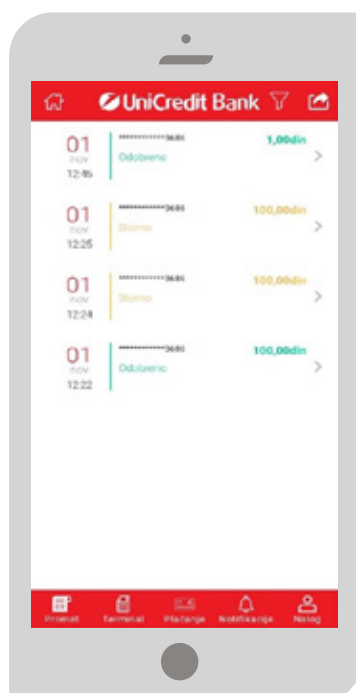 UniCredit Bank
01 ************3686 1,00din
nov Odobreno
12:46
01 ************3686 100,00din
nov Storno
12:25
01 ************3686 100,00din
nov Storno
12:24
01 ************3686 100,00din
nov Odobreno
12:22
Promet Terminal Plaćanje Notifikacije Nalog